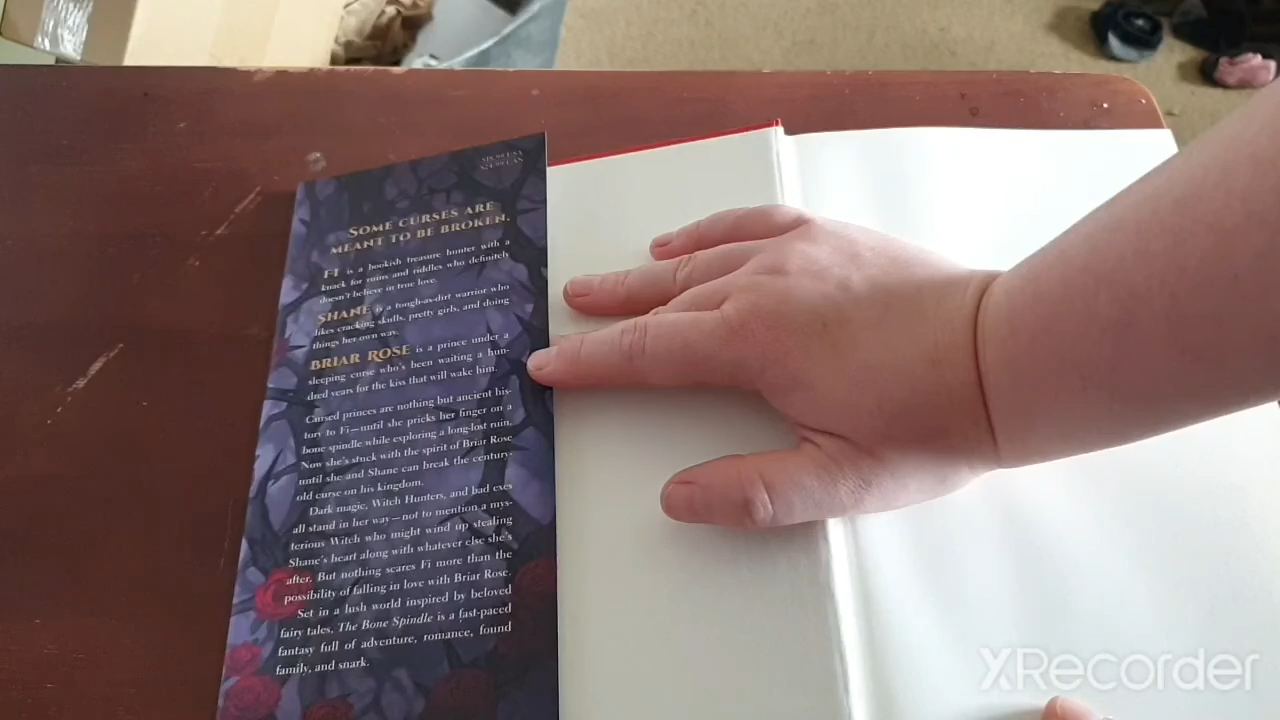 $18.99 USA
$24.99 CAN
SOME CURSES ARE
MEANT TO BE BROKEN.
FI is a bookish treasure hunter with a
knack for ruins and riddles who definitely
doesn't believe in true love.
SHANE is a tough-as-dirt warrior who
likes cracking skulls, pretty girls, and doing
things her own way.
BRIAR ROSE is a prince under a
sleeping curse who's been waiting a hun-
dred years for the kiss that will wake him.
Cursed princes are nothing but ancient his-
tory to Fi—until she pricks her finger on a
bone spindle while exploring a long-lost ruin.
Now she's stuck with the spirit of Briar Rose
until she and Shane can break the century-
old curse on his kingdom.
Dark magic, Witch Hunters, and bad exes
all stand in her way—not to mention a mys-
terious Witch who might wind up stealing
Shane's heart along with whatever else she's
after. But nothing scares Fi more than the
possibility of falling in love with Briar Rose.
Set in a lush world inspired by beloved
fairy tales, The Bone Spindle is a fast-paced
fantasy full of adventure, romance, found
family, and snark.
XRecorder